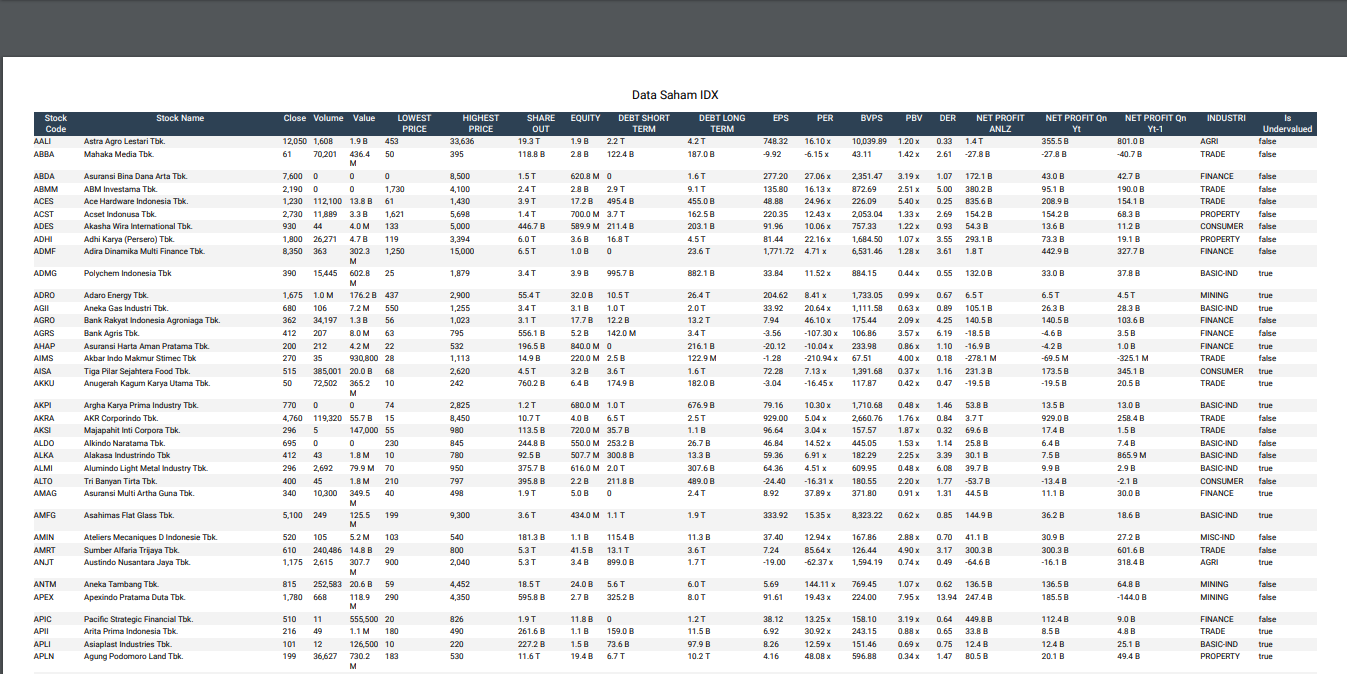 Data Saham IDX
Stock Code Stock Name Close Volume Value LOWEST PRICE HIGHEST PRICE SHARE OUT EQUITY DEBT SHORT TERM DEBT LONG TERM EPS PER BVPS PBV DER NET PROFIT ANLZ NET PROFIT Qn Yt NET PROFIT Qn Yt-1 INDUSTRI Is Undervalued
AALI Astra Agro Lestari Tbk. 12,050 1,608 1.9 B 453 33,636 19.3 T 1.9 B 2.2 T 4.2 T 748.32 16.10 x 10,039.89 1.20 x 0.33 1.4 T 355.5 B 801.0 B AGRI false
ABBA Mahaka Media Tbk. 61 70,201 436.4 M 50 395 118.8 B 2.8 B 122.4 B 187.0 B -9.92 -6.15 x 43.11 1.42 x 2.61 -27.8 B -27.8 B -40.7 B TRADE false
ABDA Asuransi Bina Dana Arta Tbk. 7,600 0 0 0 8,500 1.5 T 620.8 M 0 1.6 T 277.20 27.06 x 2,351.47 3.19 x 1.07 172.1 B 43.0 B 42.7 B FINANCE false
ABMM ABM Investama Tbk. 2,190 0 0 1,730 4,100 2.4 T 2.8 B 2.9 T 9.1 T 135.80 16.13 x 872.69 2.51 x 5.00 380.2 B 95.1 B 190.0 B TRADE false
ACES Ace Hardware Indonesia Tbk. 1,230 112,100 13.8 B 61 1,430 3.9 T 17.2 B 495.4 B 455.0 B 48.88 24.96 x 226.09 5.40 x 0.25 835.6 B 208.9 B 154.1 B TRADE false
ACST Acset Indonusa Tbk. 2,730 11,889 3.3 B 1,621 5,698 1.4 T 700.0 M 3.7 T 162.5 B 220.35 12.43 x 2,053.04 1.33 x 2.69 154.2 B 154.2 B 68.3 B PROPERTY false
ADES Akasha Wira International Tbk. 930 44 4.0 M 133 5,000 446.7 B 589.9 M 211.4 B 203.1 B 91.96 10.06 x 757.33 1.22 x 0.93 54.3 B 13.6 B 11.2 B CONSUMER false
ADHI Adhi Karya (Persero) Tbk. 1,800 26,271 4.7 B 119 3,394 6.0 T 3.6 B 16.8 T 4.5 T 81.44 22.16 x 1,684.50 1.07 x 3.55 293.1 B 73.3 B 19.1 B PROPERTY false
ADMF Adira Dinamika Multi Finance Tbk. 8,350 363 302.3 M 1,250 15,000 6.5 T 1.0 B 0 23.6 T 1,771.72 4.71 x 6,531.46 1.28 x 3.61 1.8 T 442.9 B 327.7 B FINANCE false
ADMG Polychem Indonesia Tbk 390 15,445 602.8 M 25 1,879 3.4 T 3.9 B 995.7 B 882.1 B 33.84 11.52 x 884.15 0.44 x 0.55 132.0 B 33.0 B 37.8 B BASIC-IND true
ADRO Adaro Energy Tbk. 1,675 1.0 M 176.2 B 437 2,900 55.4 T 32.0 B 10.5 T 26.4 T 204.62 8.41 x 1,733.05 0.99 x 0.67 6.5 T 6.5 T 4.5 T MINING true
AGII Aneka Gas Industri Tbk. 680 106 7.2 M 550 1,255 3.4 T 3.1 B 1.0 T 2.0 T 33.92 20.64 x 1,111.58 0.63 x 0.89 105.1 B 26.3 B 28.3 B BASIC-IND true
AGRO Bank Rakyat Indonesia Agroniaga Tbk. 362 34,197 1.3 B 56 1,023 3.1 T 17.7 B 12.2 B 13.2 T 7.94 46.10 x 175.44 2.09 x 4.25 140.5 B 140.5 B 103.6 B FINANCE false
AGRS Bank Agris Tbk. 412 207 8.0 M 63 795 556.1 B 5.2 B 142.0 M 3.4 T -3.56 -107.30 x 106.86 3.57 x 6.19 -18.5 B -4.6 B 3.5 B FINANCE false
AHAP Asuransi Harta Aman Pratama Tbk. 200 212 4.2 M 22 532 196.5 B 840.0 M 0 216.1 B -20.12 -10.04 x 233.98 0.86 x 1.10 -16.9 B -4.2 B 1.0 B FINANCE true
AIMS Akbar Indo Makmur Stimec Tbk 270 35 930,800 28 1,113 14.9 B 220.0 M 2.5 B 122.9 M -1.28 -210.94 x 67.51 4.00 x 0.18 -278.1 M -69.5 M -325.1 M TRADE false
AISA Tiga Pilar Sejahtera Food Tbk. 515 385,001 20.0 B 68 2,620 4.5 T 3.2 B 3.6 T 1.6 T 72.28 7.13 x 1,391.68 0.37 x 1.16 231.3 B 173.5 B 345.1 B CONSUMER true
AKKU Anugerah Kagum Karya Utama Tbk. 50 72,502 365.2 M 10 242 760.2 B 6.4 B 174.9 B 182.0 B -3.04 -16.45 x 117.87 0.42 x 0.47 -19.5 B -19.5 B 20.5 B TRADE true
AKPI Argha Karya Prima Industry Tbk. 770 0 0 74 2,825 1.2 T 680.0 M 1.0 T 676.9 B 79.16 10.30 x 1,710.68 0.48 x 1.46 53.8 B 13.5 B 13.0 B BASIC-IND true
AKRA AKR Corporindo Tbk. 4,760 119,320 55.7 B 15 8,450 10.7 T 4.0 B 6.5 T 2.5 T 929.00 5.04 x 2,660.76 1.76 x 0.84 3.7 T 929.0 B 258.4 B TRADE false
AKSI Majapahit Inti Corpora Tbk. 296 5 147,000 55 980 113.5 B 720.0 M 35.7 B 1.1 B 96.64 3.04 x 157.57 1.87 x 0.32 69.6 B 17.4 B 1.5 B TRADE false
ALDO Alkindo Naratama Tbk. 695 0 0 230 845 244.8 B 550.0 M 253.2 B 26.7 B 46.84 14.52 x 445.05 1.53 x 1.14 25.8 B 6.4 B 7.4 B BASIC-IND false
ALKA Alakasa Industrindo Tbk 412 43 1.8 M 10 780 92.5 B 507.7 M 300.8 B 13.3 B 59.36 6.91 x 182.29 2.25 x 3.39 30.1 B 7.5 B 865.9 M BASIC-IND false
ALMI Alumindo Light Metal Industry Tbk. 296 2,692 79.9 M 70 950 375.7 B 616.0 M 2.0 T 307.6 B 64.36 4.51 x 609.95 0.48 x 6.08 39.7 B 9.9 B 2.9 B BASIC-IND true
ALTO Tri Banyan Tirta Tbk. 400 45 1.8 M 210 797 395.8 B 2.2 B 211.8 B 489.0 B -24.40 -16.31 x 180.55 2.20 x 1.77 -53.7 B -13.4 B -2.1 B CONSUMER false
AMAG Asuransi Multi Artha Guna Tbk. 340 10,300 349.5 M 40 498 1.9 T 5.0 B 0 2.4 T 8.92 37.89 x 371.80 0.91 x 1.31 44.5 B 11.1 B 30.0 B FINANCE true
AMFG Asahimas Flat Glass Tbk. 5,100 249 125.5 M 199 9,300 3.6 T 434.0 M 1.1 T 1.9 T 333.92 15.35 x 8,323.22 0.62 x 0.85 144.9 B 36.2 B 18.6 B BASIC-IND true
AMIN Ateliers Mecaniques D Indonesie Tbk. 520 105 5.2 M 103 540 181.3 B 1.1 B 115.4 B 11.3 B 37.40 12.94 x 167.86 2.88 x 0.70 41.1 B 30.9 B 27.2 B MISC-IND false
AMRT Sumber Alfaria Trijaya Tbk. 610 240,486 14.8 B 29 800 5.3 T 41.5 B 13.1 T 3.6 T 7.24 85.64 x 126.44 4.90 x 3.17 300.3 B 300.3 B 601.6 B TRADE false
ANJT Austindo Nusantara Jaya Tbk. 1,175 2,615 307.7 M 900 2,040 5.3 T 3.4 B 899.0 B 1.7 T -19.00 -62.37 x 1,594.19 0.74 x 0.49 -64.6 B -16.1 B 318.4 B AGRI true
ANTM Aneka Tambang Tbk. 815 252,583 20.6 B 59 4,452 18.5 T 24.0 B 5.6 T 6.0 T 5.69 144.11 x 769.45 1.07 x 0.62 136.5 B 136.5 B 64.8 B MINING false
APEX Apexindo Pratama Duta Tbk. 1,780 668 118.9 M 290 4,350 595.8 B 2.7 B 325.2 B 8.0 T 91.61 19.43 x 224.00 7.95 x 13.94 247.4 B 185.5 B -144.0 B MINING false
APIC Pacific Strategic Financial Tbk. 510 11 555,500 20 826 1.9 T 11.8 B 0 1.2 T 38.12 13.25 x 158.10 3.19 x 0.64 449.8 B 112.4 B 9.0 B FINANCE false
APII Arita Prima Indonesia Tbk. 216 49 1.1 M 180 490 261.6 B 1.1 B 159.0 B 11.5 B 6.92 30.92 x 243.15 0.88 x 0.65 33.8 B 8.5 B 4.8 B TRADE true
APLI Asiaplast Industries Tbk. 101 12 126,500 10 220 227.2 B 1.5 B 73.6 B 97.9 B 8.26 12.59 x 151.46 0.69 x 0.75 12.4 B 12.4 B 25.1 B BASIC-IND true
APLN Agung Podomoro Land Tbk. 199 36,627 730.2 M 183 530 11.6 T 19.4 B 6.7 T 10.2 T 4.16 48.08 x 596.88 0.34 x 1.47 80.5 B 20.1 B 49.4 B PROPERTY true